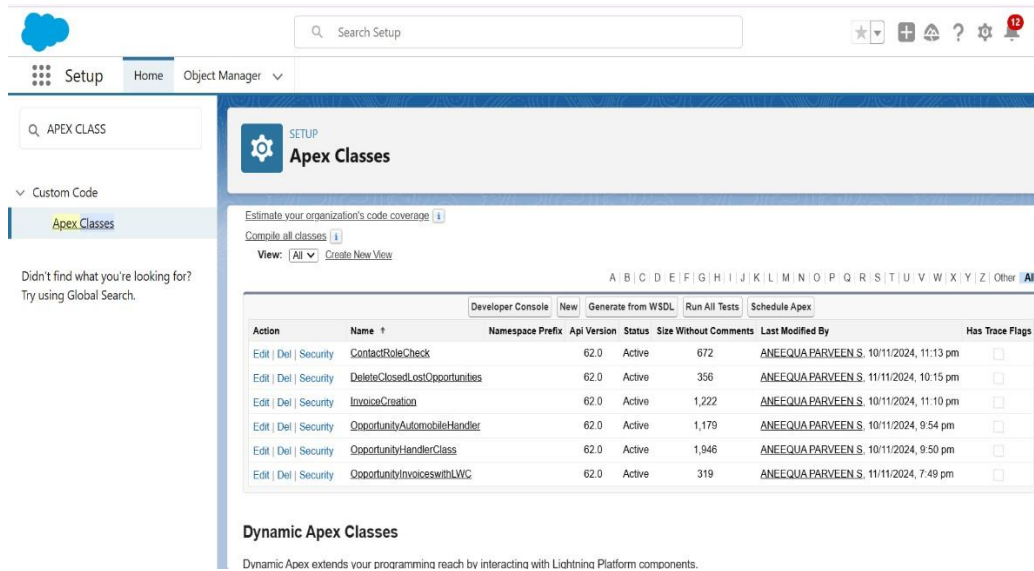 Search Setup
12
Setup Home Object Manager
APEX CLASS
Custom Code
Apex Classes
Didn't find what you're looking for?
Try using Global Search.
SETUP
Apex Classes
Estimate your organization's code coverage i
Compile all classes i
View: All Create New View
A | B | C | D | E | F | G | H | I | J | K | L | M | N | O | P | Q | R | S | T | U | V | W | X | Y | Z | Other All
Developer Console New Generate from WSDL Run All Tests Schedule Apex
Action Name ↑ Namespace Prefix Api Version Status Size Without Comments Last Modified By Has Trace Flags
Edit | Del | Security ContactRoleCheck 62.0 Active 672 ANEEQUA PARVEEN S, 10/11/2024, 11:13 pm
Edit | Del | Security DeleteClosedLostOpportunities 62.0 Active 356 ANEEQUA PARVEEN S, 11/11/2024, 10:15 pm
Edit | Del | Security InvoiceCreation 62.0 Active 1,222 ANEEQUA PARVEEN S, 10/11/2024, 11:10 pm
Edit | Del | Security OpportunityAutomobileHandler 62.0 Active 1,179 ANEEQUA PARVEEN S, 10/11/2024, 9:54 pm
Edit | Del | Security OpportunityHandlerClass 62.0 Active 1,946 ANEEQUA PARVEEN S, 10/11/2024, 9:50 pm
Edit | Del | Security OpportunityInvoiceswithLWC 62.0 Active 319 ANEEQUA PARVEEN S, 11/11/2024, 7:49 pm
Dynamic Apex Classes
Dynamic Apex extends your programming reach by interacting with Lightning Platform components.